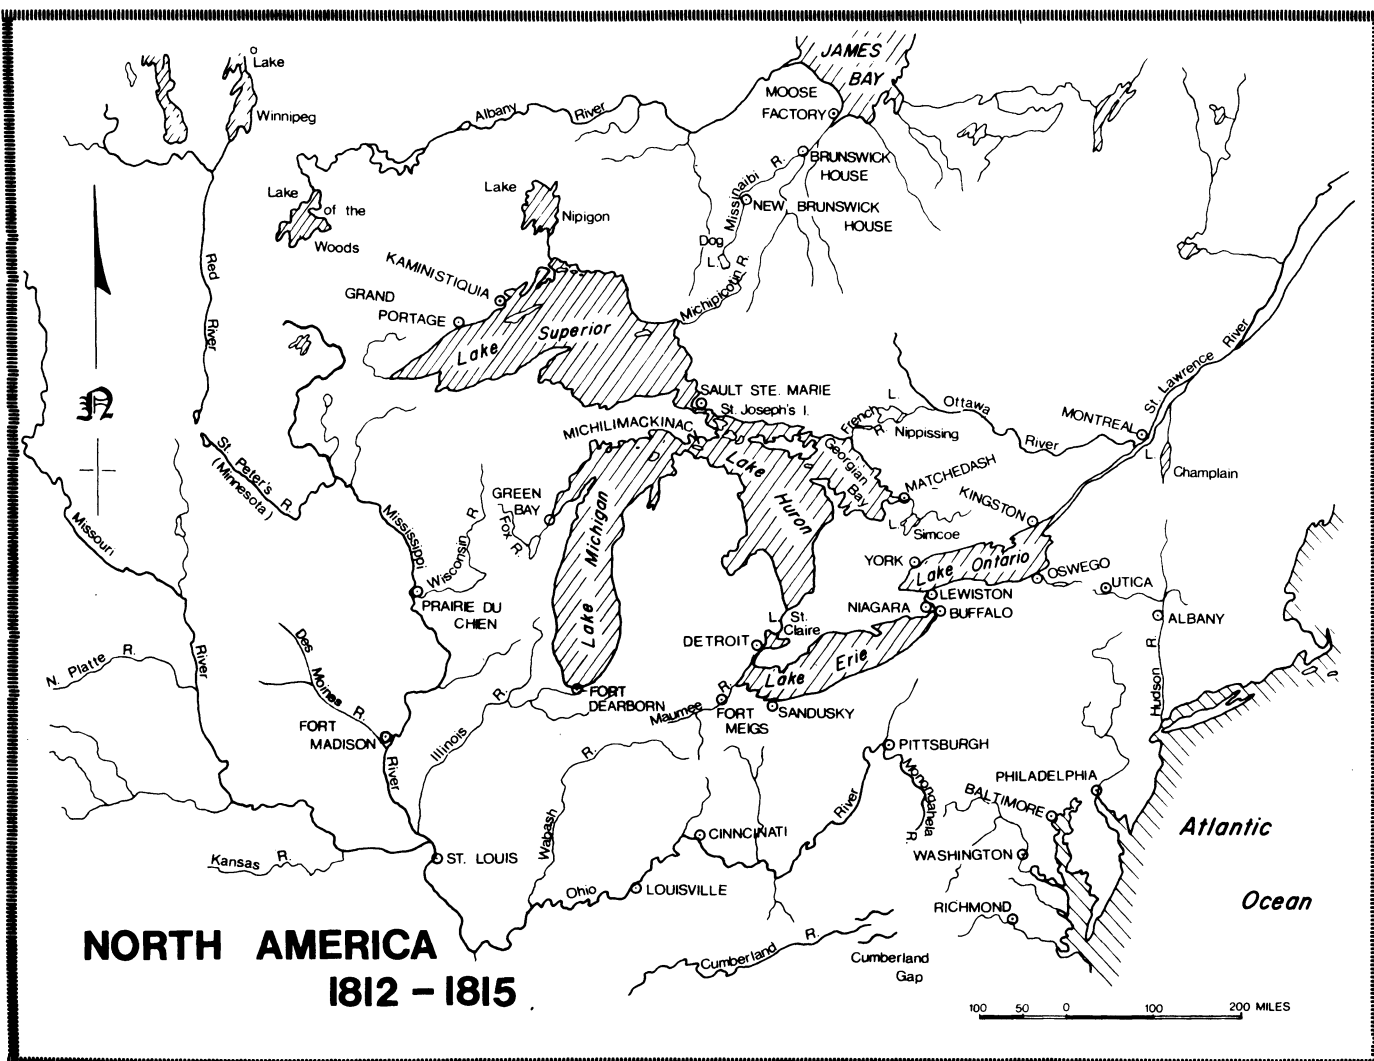 JAMES
BAY
Lake
Winnipeg
MOOSE
FACTORY
Albany River
BRUNSWICK
HOUSE
Missinaibi R.
NEW BRUNSWICK
HOUSE
Lake
of the
Woods
Lake
Nipigon
Dog
L.
Michipicotin R.
Red
River
KAMINISTIQUIA
GRAND
PORTAGE
Lake Superior
SAULT STE. MARIE
St. Joseph's I.
MICHILIMACKINAC
French
R.
L.
Nippissing
Ottawa
River
MONTREAL
St. Lawrence River
L.
Champlain
St. Peter's R.
(Minnesota)
Georgian
Bay
MATCHEDASH
L.
Simcoe
KINGSTON
Lake
Huron
GREEN
BAY
Fox R.
Lake Michigan
Mississippi
Wisconsin R.
PRAIRIE DU
CHIEN
Missouri
River
YORK
Lake Ontario
OSWEGO
UTICA
LEWISTON
NIAGARA
BUFFALO
ALBANY
Hudson R.
L. St.
Claire
DETROIT
Lake Erie
N. Platte R.
Des Moines R.
FORT
MADISON
River
Illinois R.
FORT
DEARBORN
Maumee R.
FORT
MEIGS
SANDUSKY
PITTSBURGH
Monongahela
R.
PHILADELPHIA
BALTIMORE
WASHINGTON
RICHMOND
Atlantic
Ocean
Wabash R.
CINNCINATI
River
Kansas R.
ST. LOUIS
Ohio
LOUISVILLE
Cumberland R.
Cumberland
Gap
NORTH AMERICA
1812 – 1815
100 50 0 100 200 MILES